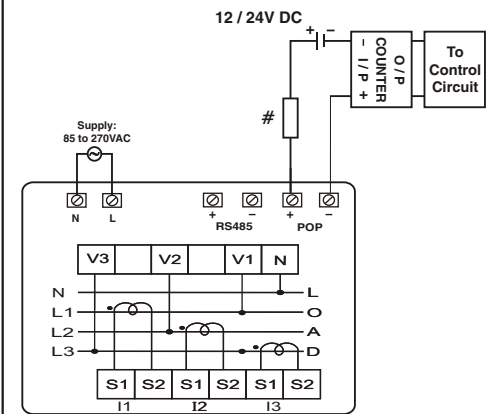 12 / 24V DC
+ −
− I / P +
COUNTER
O / P
To
Control
Circuit
#
Supply:
85 to 270VAC
N L + − + −
RS485 POP
V3 V2 V1 N
N L
L1 O
L2 A
L3 D
S1 S2 S1 S2 S1 S2
I1 I2 I3